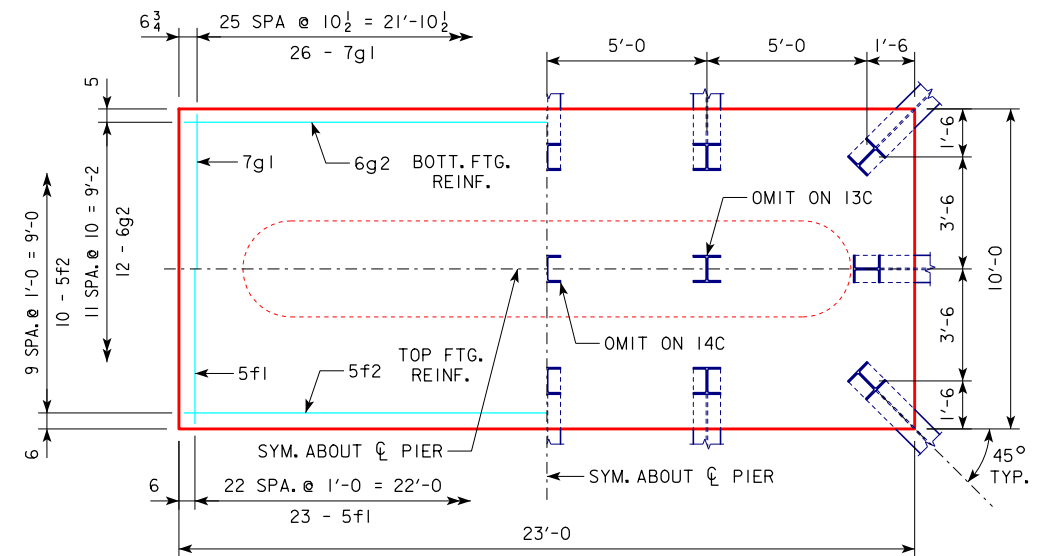 6¾
25 SPA @ 10½ = 21'-10½
26 - 7g1
5'-0
5'-0
1'-6
5
7g1
6g2
BOTT. FTG.
REINF.
OMIT ON 13C
1'-6
3'-6
10'-0
3'-6
1'-6
9 SPA. @ 1'-0 = 9'-0
10 - 5f2
11 SPA. @ 10 = 9'-2
12 - 6g2
OMIT ON 14C
TOP FTG.
REINF.
5f1
5f2
SYM. ABOUT ℄ PIER
SYM. ABOUT ℄ PIER
45°
TYP.
6
6
22 SPA. @ 1'-0 = 22'-0
23 - 5f1
23'-0